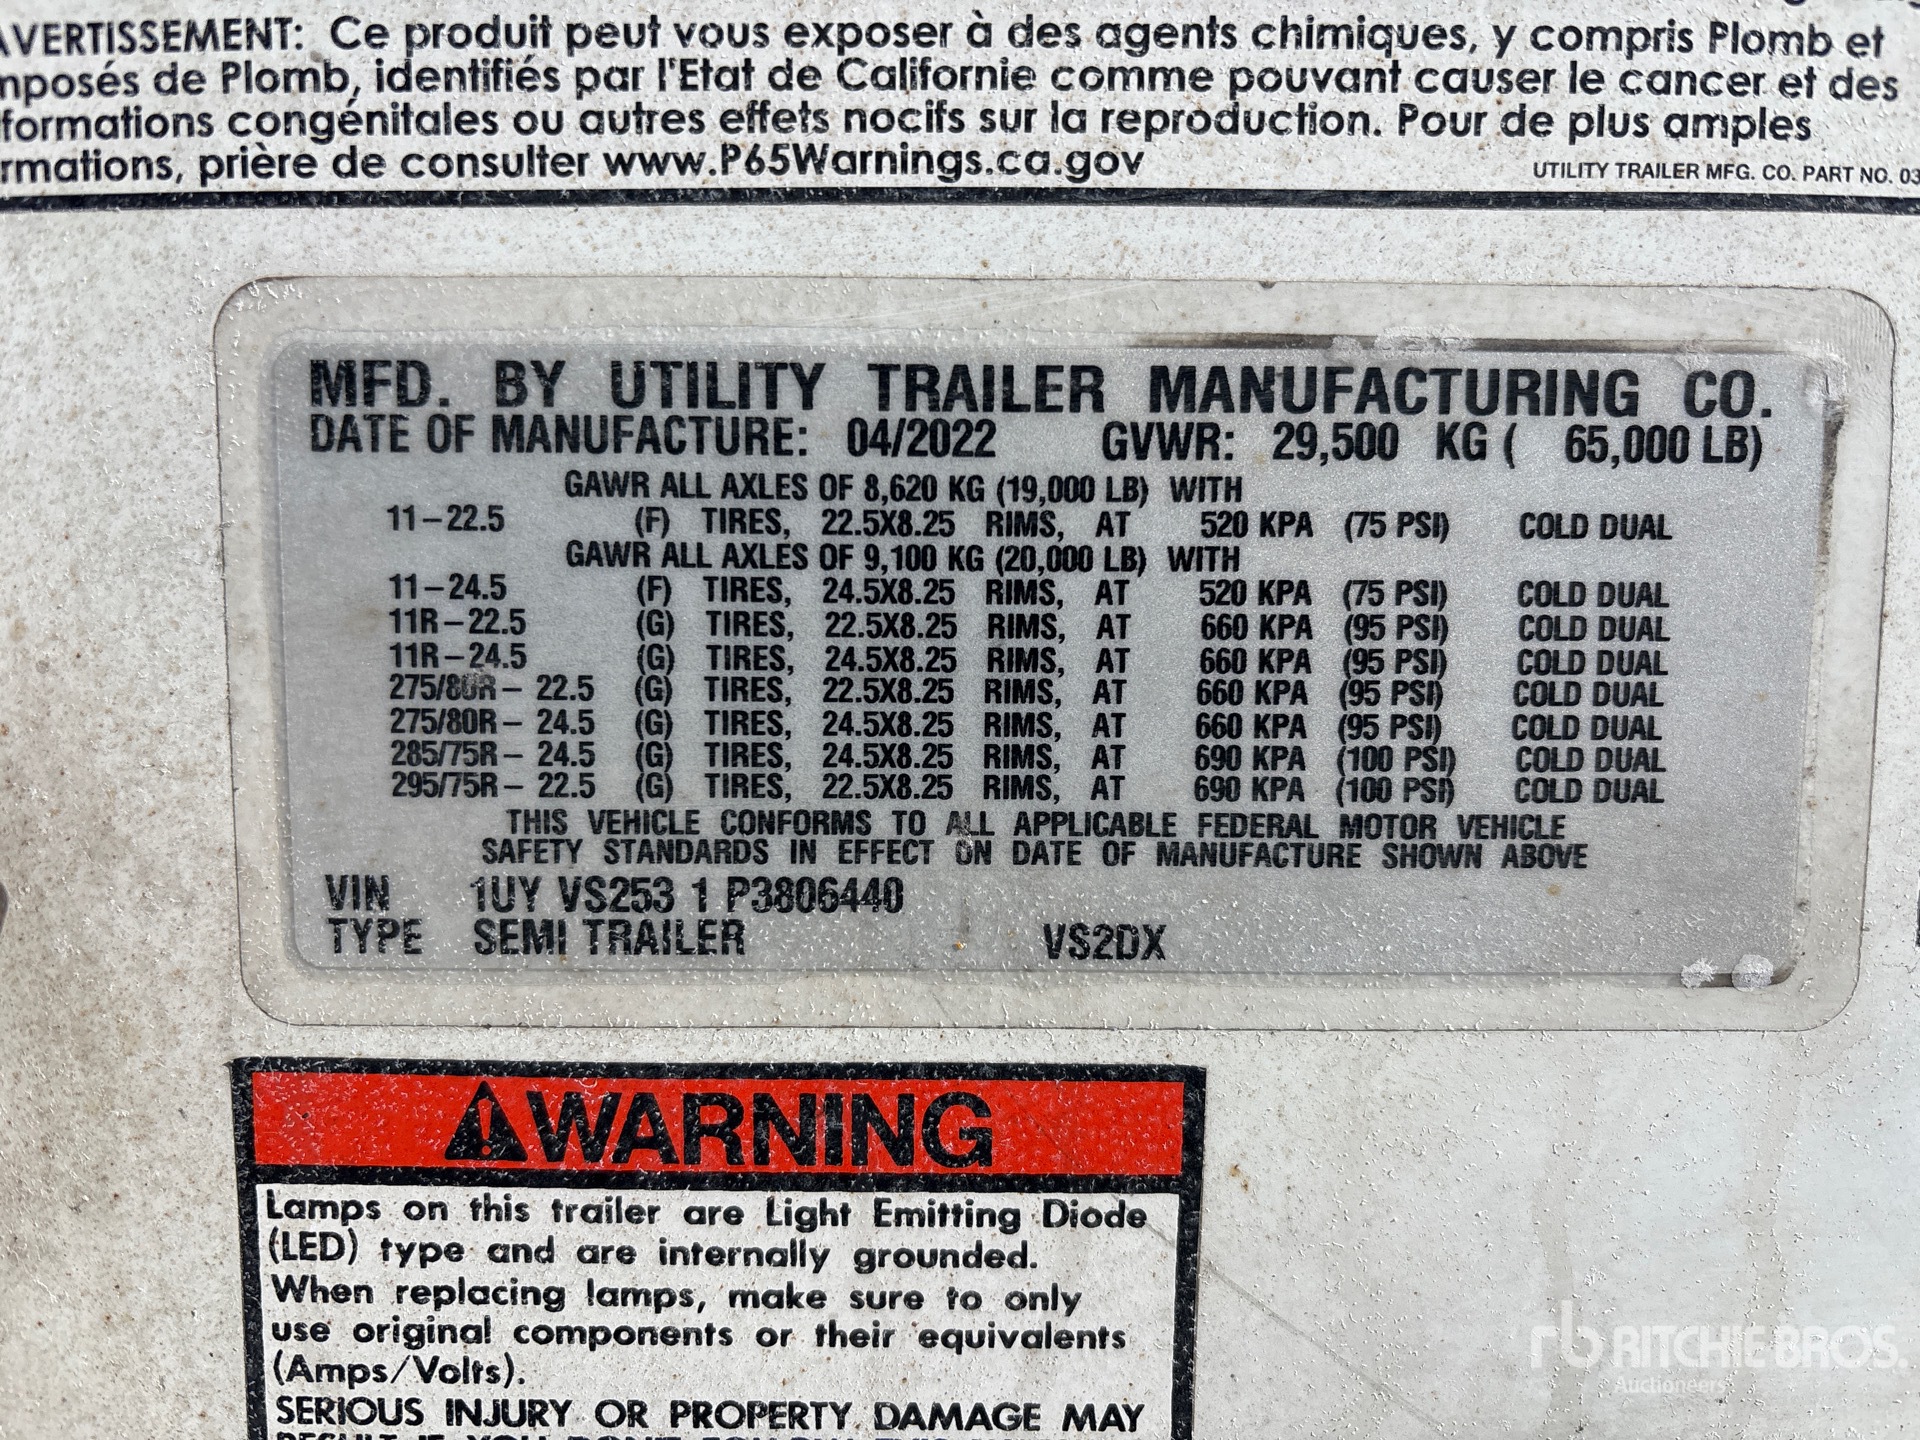 AVERTISSEMENT: Ce produit peut vous exposer à des agents chimiques, y compris Plomb et
mposés de Plomb, identifiés par l'Etat de Californie comme pouvant causer le cancer et des
formations congénitales ou autres effets nocifs sur la reproduction. Pour de plus amples
rmations, prière de consulter www.P65Warnings.ca.gov
UTILITY TRAILER MFG. CO. PART NO. 03
MFD. BY UTILITY TRAILER MANUFACTURING CO.
DATE OF MANUFACTURE: 04/2022 GVWR: 29,500 KG ( 65,000 LB)
GAWR ALL AXLES OF 8,620 KG (19,000 LB) WITH
11-22.5 (F) TIRES, 22.5X8.25 RIMS, AT 520 KPA (75 PSI) COLD DUAL
GAWR ALL AXLES OF 9,100 KG (20,000 LB) WITH
11-24.5 (F) TIRES, 24.5X8.25 RIMS, AT 520 KPA (75 PSI) COLD DUAL
11R-22.5 (G) TIRES, 22.5X8.25 RIMS, AT 660 KPA (95 PSI) COLD DUAL
11R-24.5 (G) TIRES, 24.5X8.25 RIMS, AT 660 KPA (95 PSI) COLD DUAL
275/80R- 22.5 (G) TIRES, 22.5X8.25 RIMS, AT 660 KPA (95 PSI) COLD DUAL
275/80R- 24.5 (G) TIRES, 24.5X8.25 RIMS, AT 660 KPA (95 PSI) COLD DUAL
285/75R- 24.5 (G) TIRES, 24.5X8.25 RIMS, AT 690 KPA (100 PSI) COLD DUAL
295/75R- 22.5 (G) TIRES, 22.5X8.25 RIMS, AT 690 KPA (100 PSI) COLD DUAL
THIS VEHICLE CONFORMS TO ALL APPLICABLE FEDERAL MOTOR VEHICLE
SAFETY STANDARDS IN EFFECT ON DATE OF MANUFACTURE SHOWN ABOVE
VIN 1UY VS253 1 P3806440
TYPE SEMI TRAILER VS2DX
WARNING
Lamps on this trailer are Light Emitting Diode
(LED) type and are internally grounded.
When replacing lamps, make sure to only
use original components or their equivalents
(Amps/Volts).
SERIOUS INJURY OR PROPERTY DAMAGE MAY
rb RITCHIE BROS.
Auctioneers